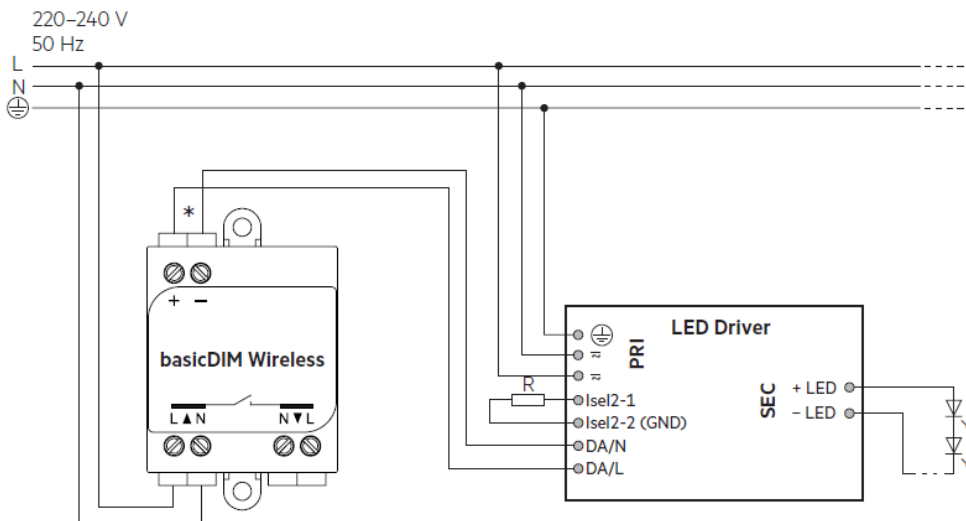 220–240 V
50 Hz
L
N
*
+ −
basicDIM Wireless
L ▲ N
N ▼ L
LED Driver
PRI
≂
≂
R
Isel2-1
Isel2-2 (GND)
DA/N
DA/L
SEC
+ LED
− LED